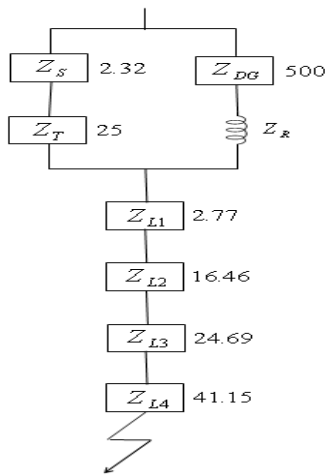 Z_S 2.32
Z_DG 500
Z_T 25
Z_R
Z_L1 2.77
Z_L2 16.46
Z_L3 24.69
Z_L4 41.15